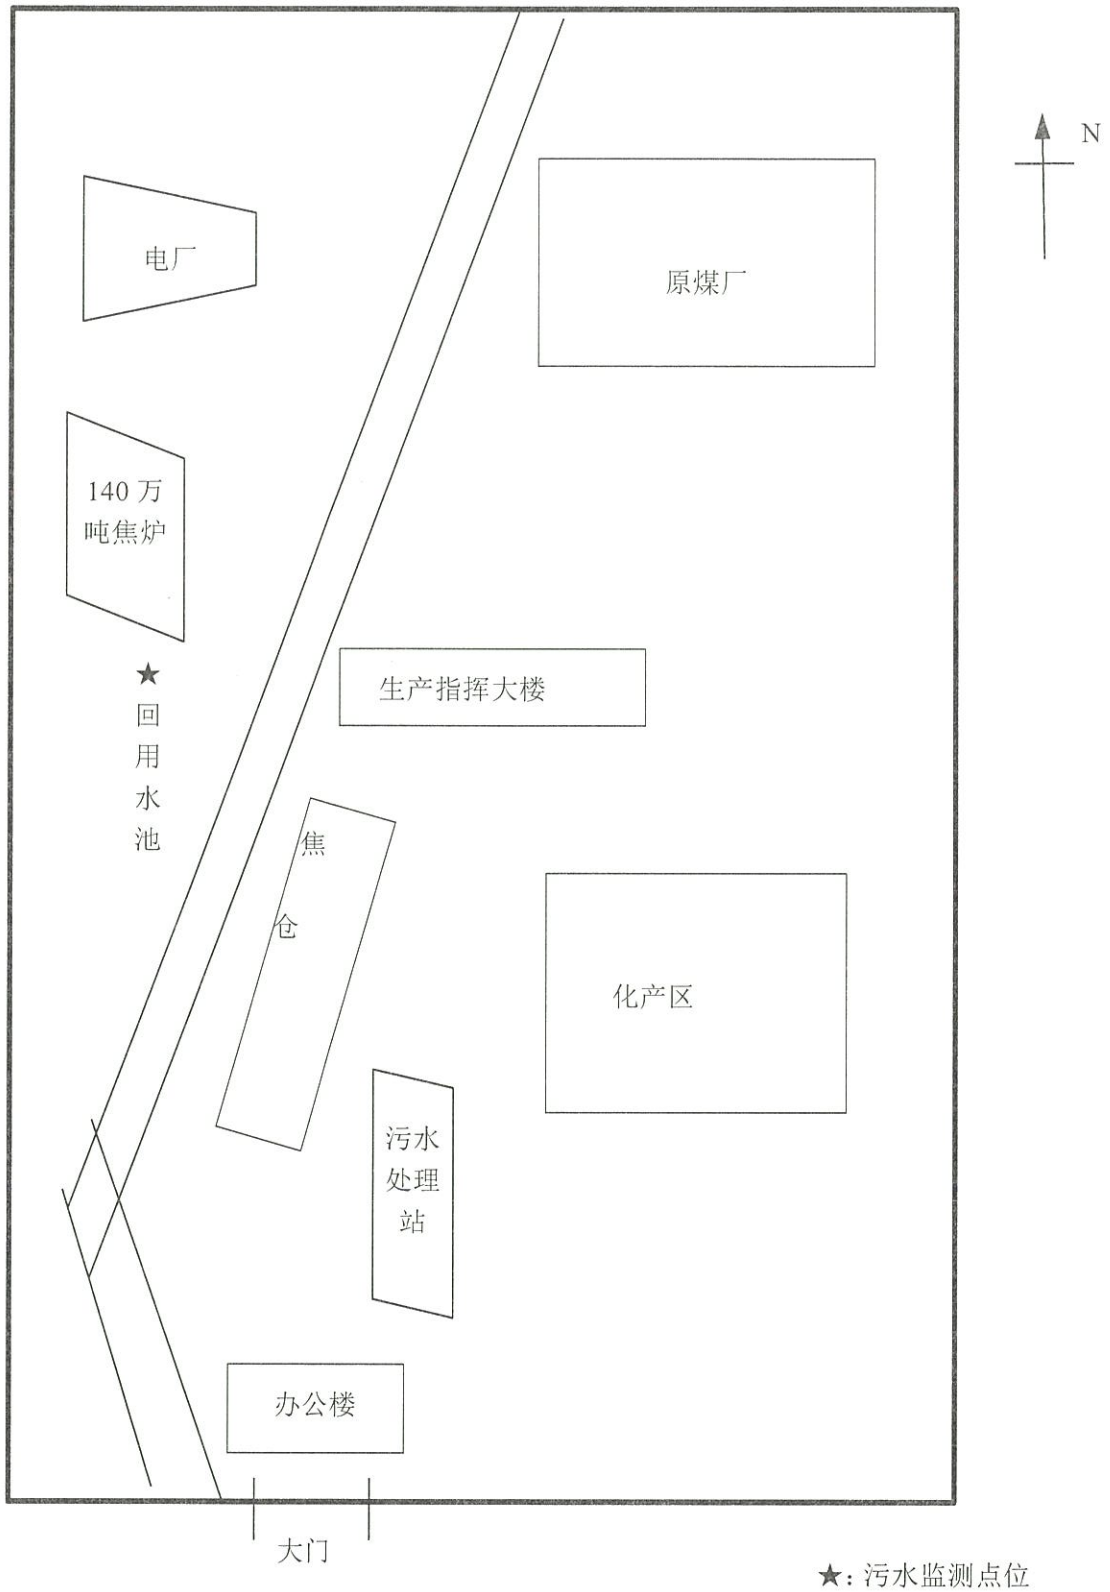 N
电厂
原煤厂
140 万
吨焦炉
生产指挥大楼
★
回
用
水
池
焦
仓
化产区
污水
处理
站
办公楼
大门
★: 污水监测点位